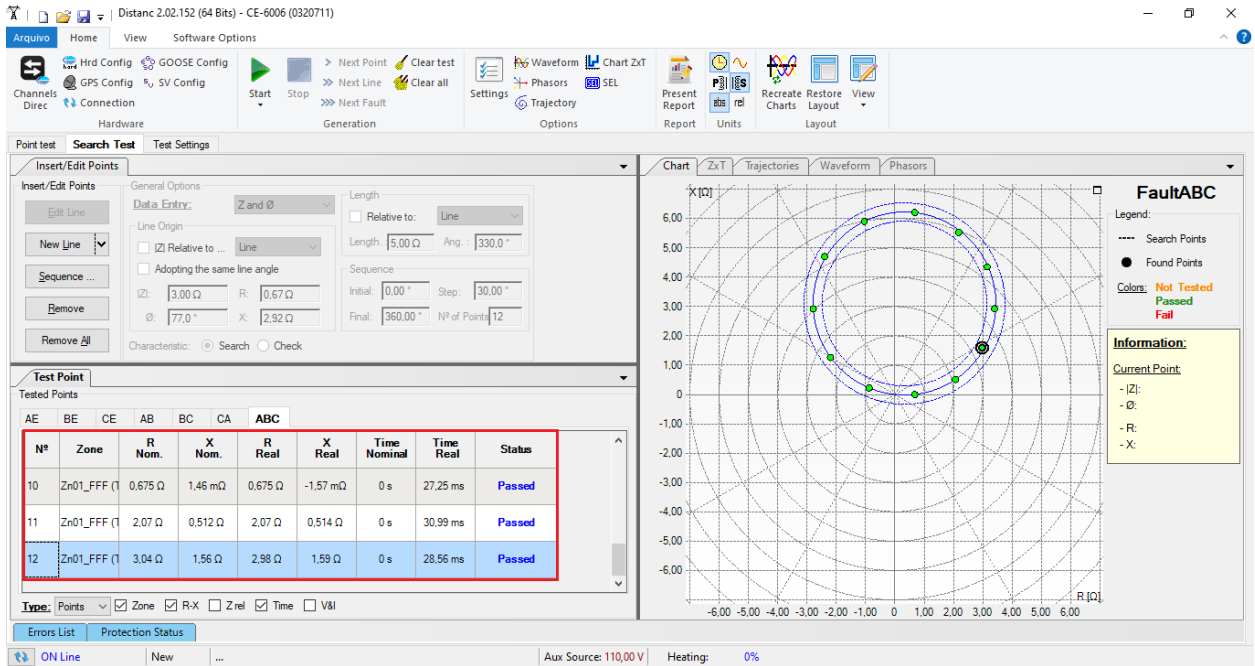 Distanc 2.02.152 (64 Bits) - CE-6006 (0320711)
Arquivo Home View Software Options
Channels Direc
Hrd Config GOOSE Config
GPS Config SV Config
Connection
Hardware
Start Stop
Next Point Clear test
Next Line Clear all
Next Fault
Generation
Settings
Waveform Chart ZxT
Phasors SEL
Trajectory
Options
Present Report
Report
abs rel
Units
Recreate Charts Restore Layout View
Layout
Point test Search Test Test Settings
Insert/Edit Points
Insert/Edit Points
Edit Line
New Line
Sequence ...
Remove
Remove All
General Options
Data Entry: Z and Ø
Line Origin
|Z| Relative to ... Line
Adopting the same line angle
|Z|: 3,00 Ω R: 0,67 Ω
Ø: 77,0 ° X: 2,92 Ω
Characteristic: Search Check
Length
Relative to: Line
Length. 5,00 Ω Ang. : 330,0 °
Sequence
Initial: 0,00 ° Step: 30,00 °
Final: 360,00 ° Nº of Points 12
Test Point
Tested Points
AE BE CE AB BC CA ABC
Nº Zone R Nom. X Nom. R Real X Real Time Nominal Time Real Status
10 Zn01_FFF (T 0,675 Ω 1,46 mΩ 0,675 Ω -1,57 mΩ 0 s 27,25 ms Passed
11 Zn01_FFF (T 2,07 Ω 0,512 Ω 2,07 Ω 0,514 Ω 0 s 30,99 ms Passed
12 Zn01_FFF (T 3,04 Ω 1,56 Ω 2,98 Ω 1,59 Ω 0 s 28,56 ms Passed
Type: Points Zone R-X Z rel Time V&I
Chart ZxT Trajectories Waveform Phasors
X [Ω]
6,00
5,00
4,00
3,00
2,00
1,00
0
-1,00
-2,00
-3,00
-4,00
-5,00
-6,00
R [Ω]
-6,00 -5,00 -4,00 -3,00 -2,00 -1,00 0 1,00 2,00 3,00 4,00 5,00 6,00
FaultABC
Legend:
Search Points
Found Points
Colors: Not Tested
Passed
Fail
Information:
Current Point:
- |Z|:
- Ø:
- R:
- X:
Errors List Protection Status
ON Line New ... Aux Source: 110,00 V Heating: 0%